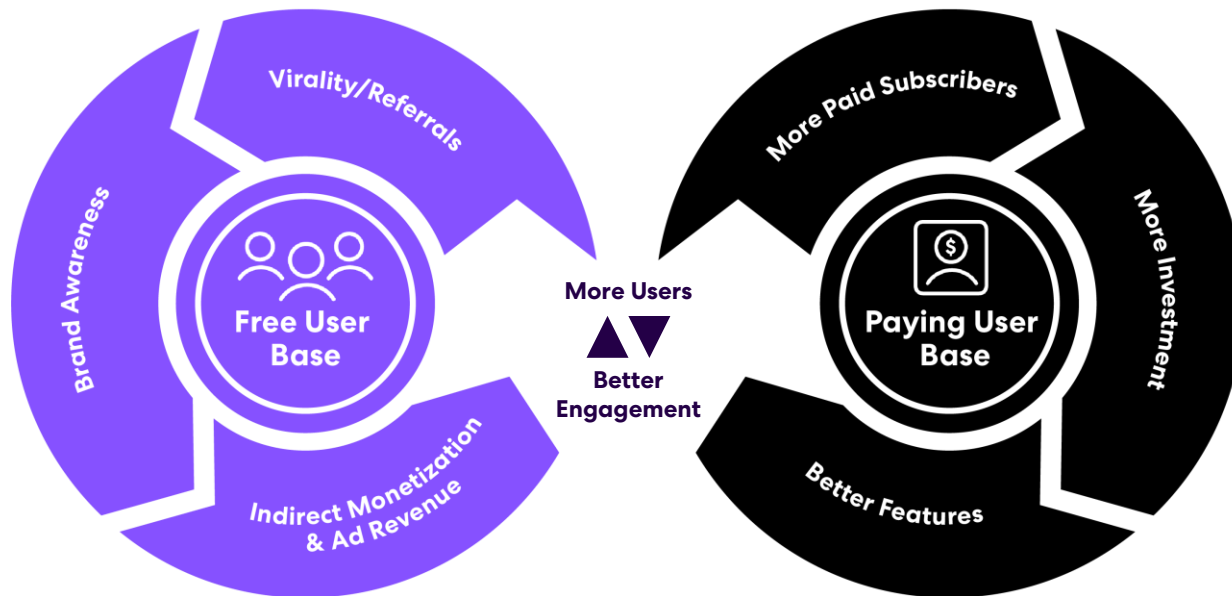 Virality/Referrals
Brand Awareness
Free User
Base
Indirect Monetization
& Ad Revenue
More Users
Better
Engagement
More Paid Subscribers
More Investment
$
Paying User
Base
Better Features